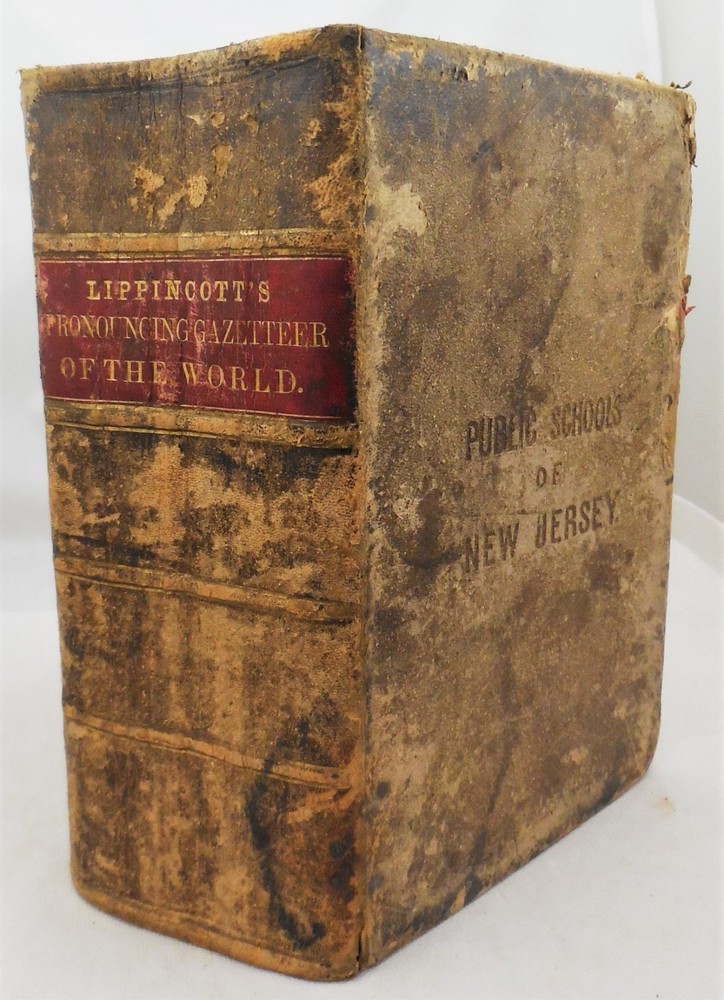 LIPPINCOTT'S
PRONOUNCING GAZETTEER
OF THE WORLD.
PUBLIC SCHOOLS
OF
NEW JERSEY.